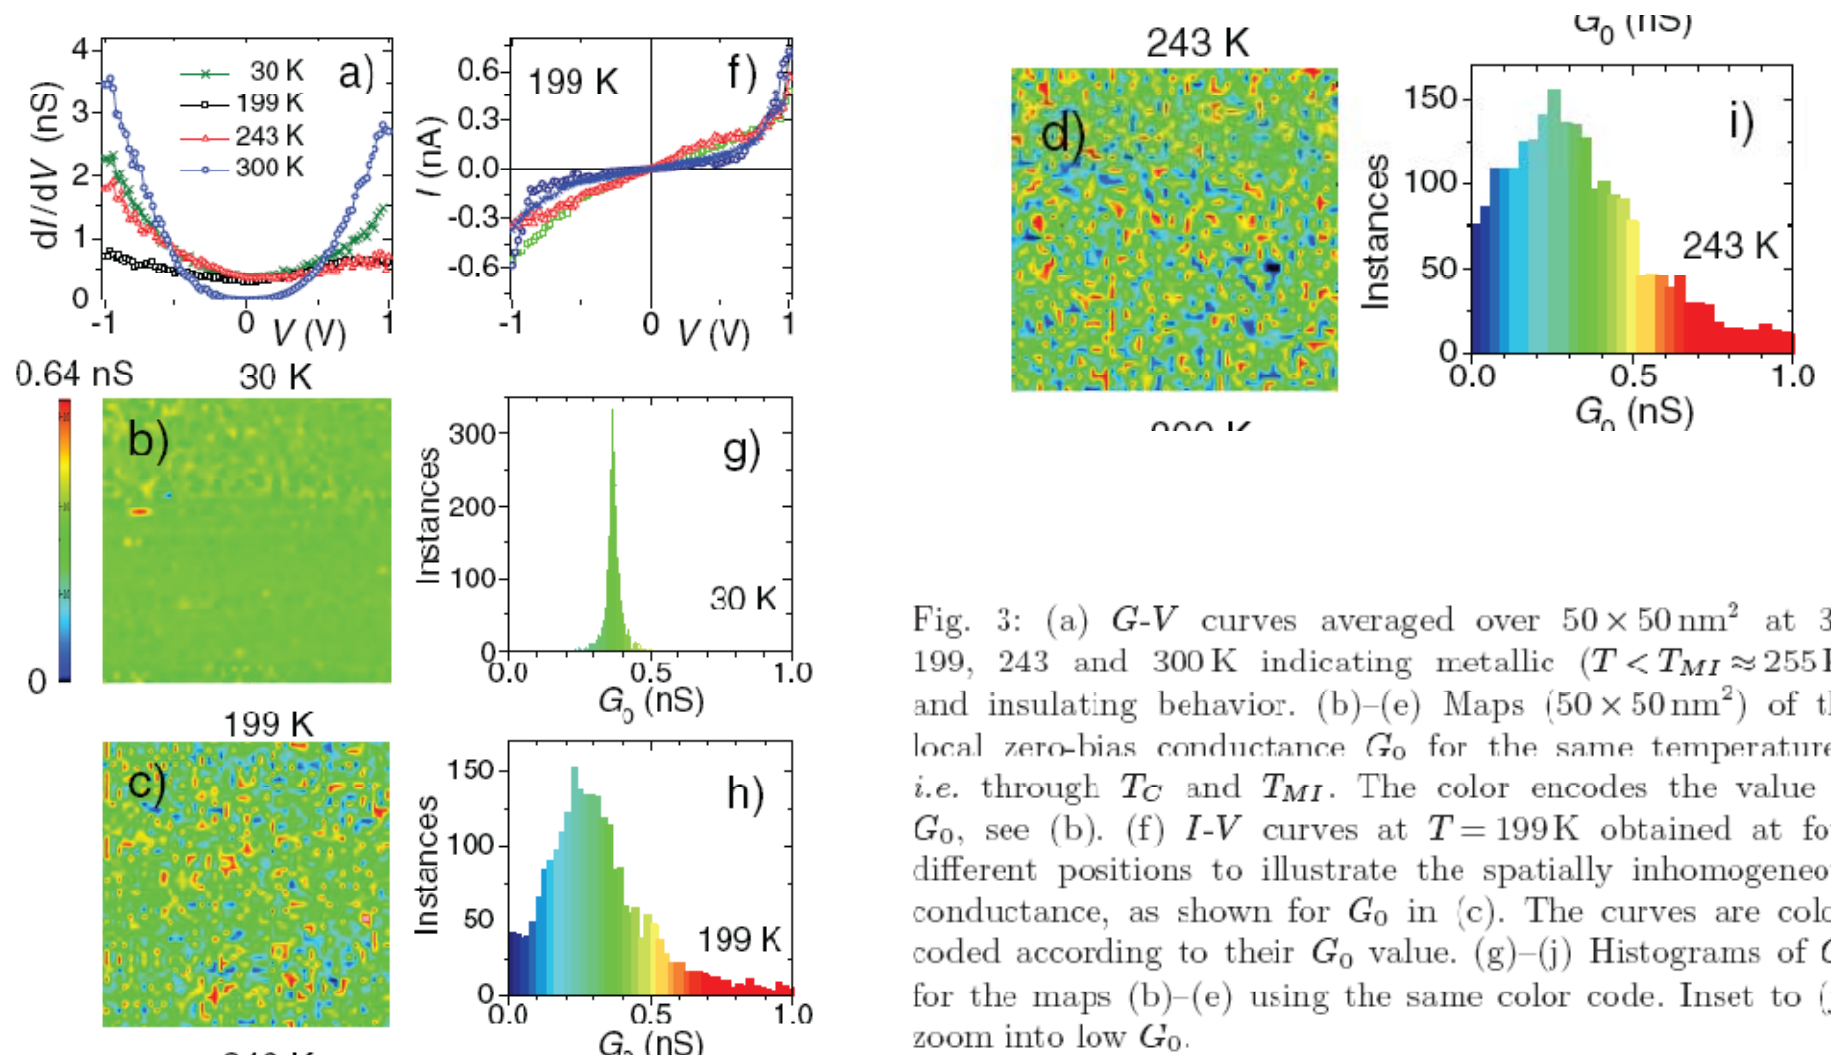 a)
4
3
2
1
0
dI/dV (nS)
30 K
199 K
243 K
300 K
-1
0
1
V (V)
f)
199 K
0.6
0.3
0.0
-0.3
-0.6
I (nA)
-1
0
1
V (V)
0.64 nS
0
30 K
b)
g)
300
200
100
0
Instances
30 K
0.0
0.5
1.0
G0 (nS)
199 K
c)
h)
150
100
50
0
Instances
199 K
0.0
0.5
1.0
G0 (nS)
243 K
d)
G0 (nS)
i)
150
100
50
0
Instances
243 K
0.0
0.5
1.0
G0 (nS)
Fig. 3: (a) G-V curves averaged over 50 × 50 nm² at
199, 243 and 300 K indicating metallic (T < TMI ≈ 255
and insulating behavior. (b)–(e) Maps (50 × 50 nm²) of
local zero-bias conductance G0 for the same
i.e. through TC and TMI. The color encodes the value
G0, see (b). (f) I-V curves at T = 199 K obtained at
different positions to illustrate the spatially
conductance, as shown for G0 in (c). The curves are
coded according to their G0 value. (g)–(j) Histograms of
for the maps (b)–(e) using the same color code. Inset to
zoom into low G0.